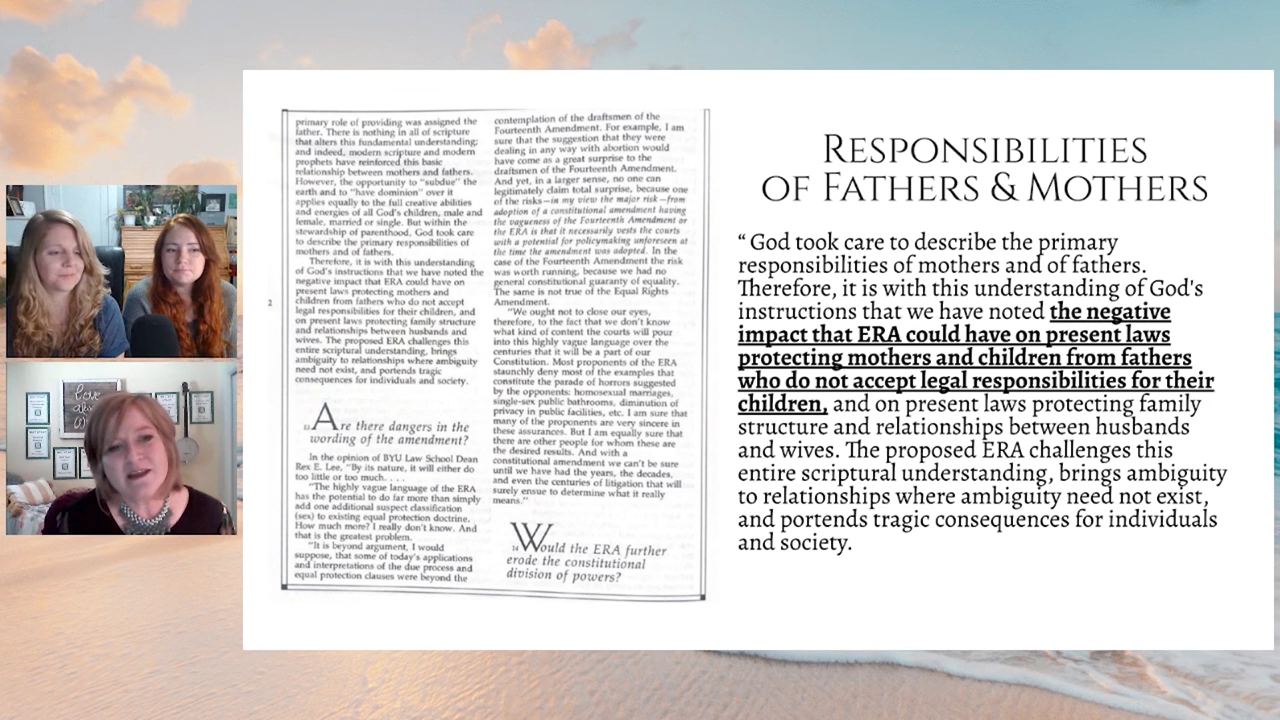 primary role of providing was assigned the
father. There is nothing in all of scripture
that alters this fundamental understanding;
and indeed, modern scripture and modern
prophets have reinforced this basic
relationship between mothers and fathers.
However, the opportunity to "subdue" the
earth and to "have dominion" over it
applies equally to the full creative abilities
and energies of all God's children, male and
female, married or single. But within the
stewardship of parenthood, God took care
to describe the primary responsibilities of
mothers and of fathers.
Therefore, it is with this understanding
of God's instructions that we have noted the
negative impact that ERA could have on
present laws protecting mothers and
children from fathers who do not accept
legal responsibilities for their children, and
on present laws protecting family structure
and relationships between husbands and
wives. The proposed ERA challenges this
entire scriptural understanding, brings
ambiguity to relationships where ambiguity
need not exist, and portends tragic
consequences for individuals and society.
Are there dangers in the
wording of the amendment?
In the opinion of BYU Law School Dean
Rex E. Lee, "By its nature, it will either do
too little or too much. . . .
"The highly vague language of the ERA
has the potential to do far more than simply
add one additional suspect classification
(sex) to existing equal protection doctrine.
How much more? I really don't know. And
that is the greatest problem.
"It is beyond argument, I would
suppose, that some of today's applications
and interpretations of the due process and
equal protection clauses were beyond the
2
contemplation of the draftsmen of the
Fourteenth Amendment. For example, I am
sure that the suggestion that they were
dealing in any way with abortion would
have come as a great surprise to the
draftsmen of the Fourteenth Amendment.
And yet, in a larger sense, no one can
legitimately claim total surprise, because one
of the risks—in my view the major risk—from
adoption of a constitutional amendment having
the vagueness of the Fourteenth Amendment or
the ERA is that it necessarily vests the courts
with a potential for policymaking unforeseen at
the time the amendment was adopted. In the
case of the Fourteenth Amendment the risk
was worth running, because we had no
general constitutional guaranty of equality.
The same is not true of the Equal Rights
Amendment.
"We ought not to close our eyes,
therefore, to the fact that we don't know
what kind of content the courts will pour
into this highly vague language over the
centuries that it will be a part of our
Constitution. Most proponents of the ERA
staunchly deny most of the examples that
constitute the parade of horrors suggested
by the opponents: homosexual marriages,
single-sex public bathrooms, diminution of
privacy in public facilities, etc. I am sure that
many of the proponents are very sincere in
these assurances. But I am equally sure that
there are other people for whom these are
the desired results. And with a
constitutional amendment we can't be sure
until we have had the years, the decades,
and even the centuries of litigation that will
surely ensue to determine what it really
means."
Would the ERA further
erode the constitutional
division of powers?
RESPONSIBILITIES
OF FATHERS & MOTHERS
“ God took care to describe the primary
responsibilities of mothers and of fathers.
Therefore, it is with this understanding of God's
instructions that we have noted the negative
impact that ERA could have on present laws
protecting mothers and children from fathers
who do not accept legal responsibilities for their
children, and on present laws protecting family
structure and relationships between husbands
and wives. The proposed ERA challenges this
entire scriptural understanding, brings ambiguity
to relationships where ambiguity need not exist,
and portends tragic consequences for individuals
and society.